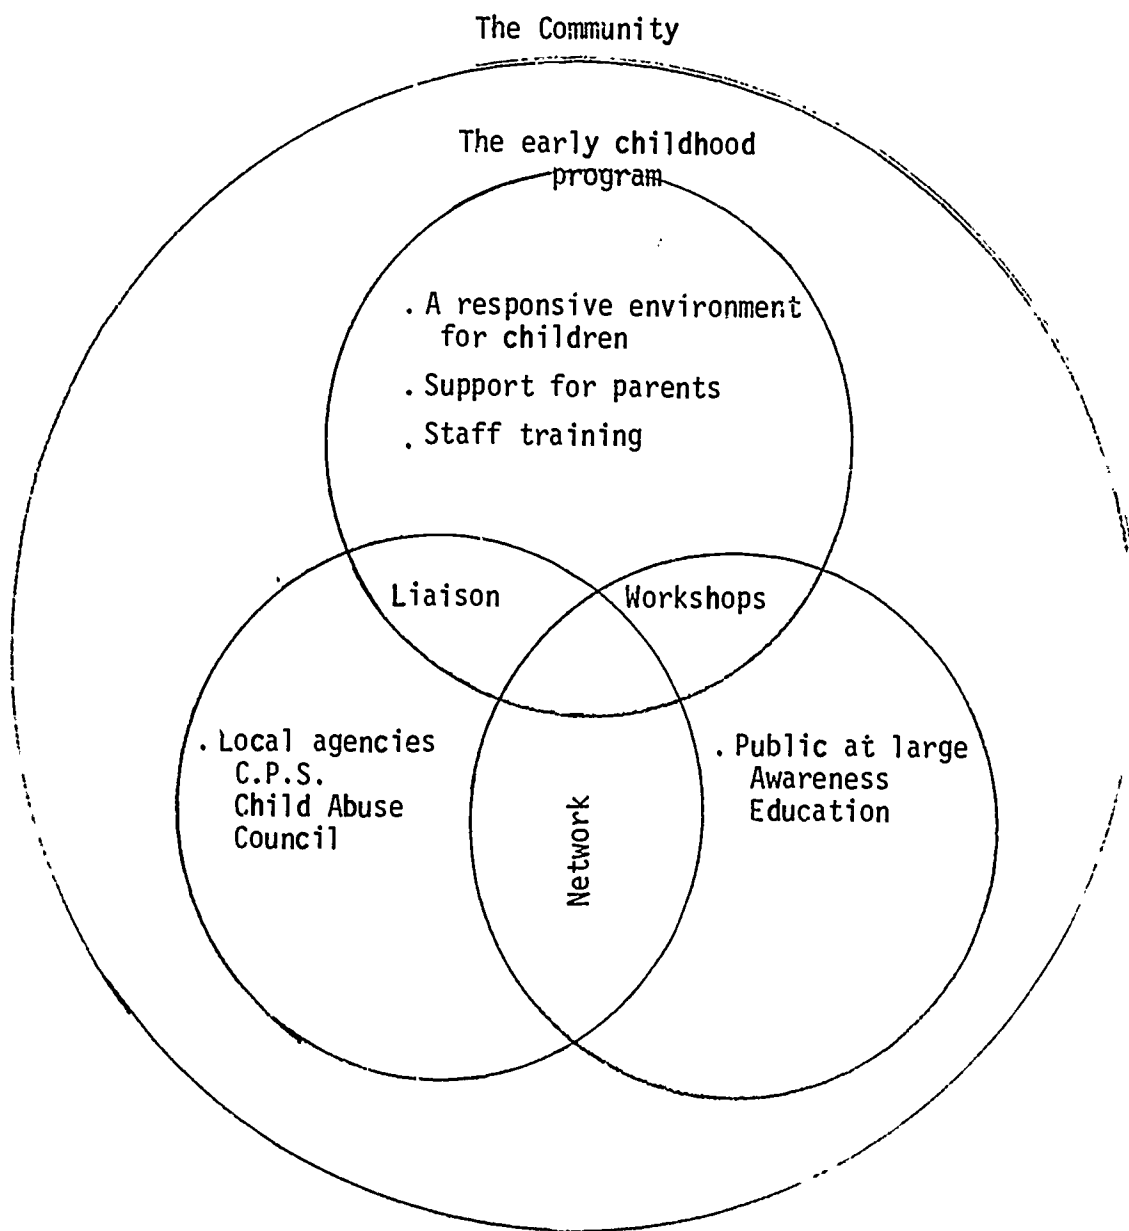 The Community
The early childhood
program
. A responsive environment
for children
. Support for parents
. Staff training
Liaison
Workshops
. Local agencies
C.P.S.
Child Abuse
Council
. Public at large
Awareness
Education
Network